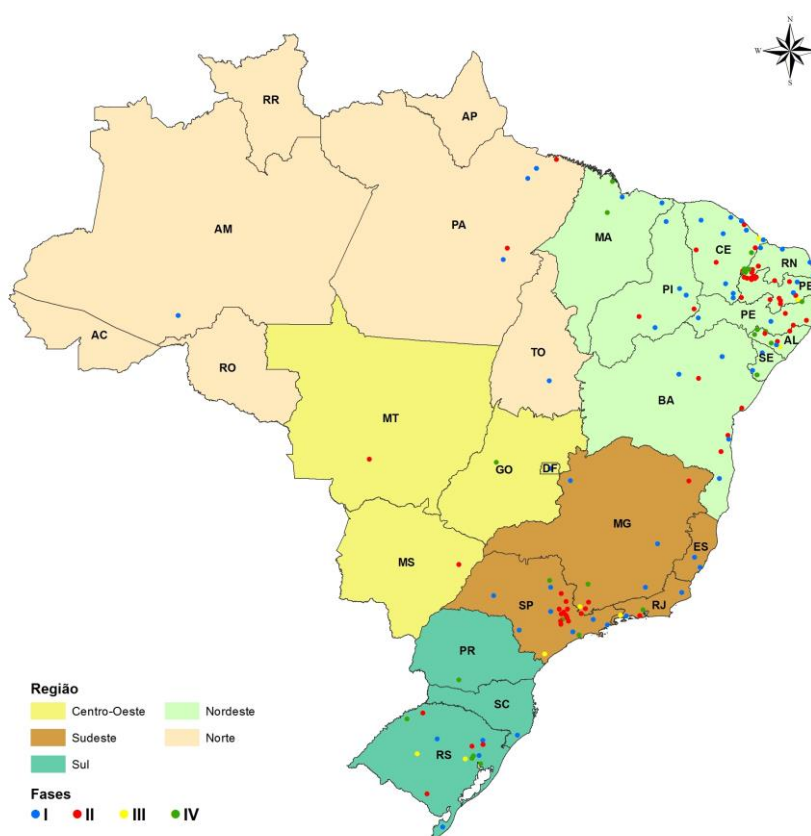 N
W E
S
RR
AP
AM
PA
MA
CE
RN
PB
PI
PE
AL
SE
AC
RO
TO
BA
MT
GO
DF
MG
ES
MS
SP
RJ
PR
SC
RS
Região
Centro-Oeste Nordeste
Sudeste Norte
Sul
Fases
I II III IV